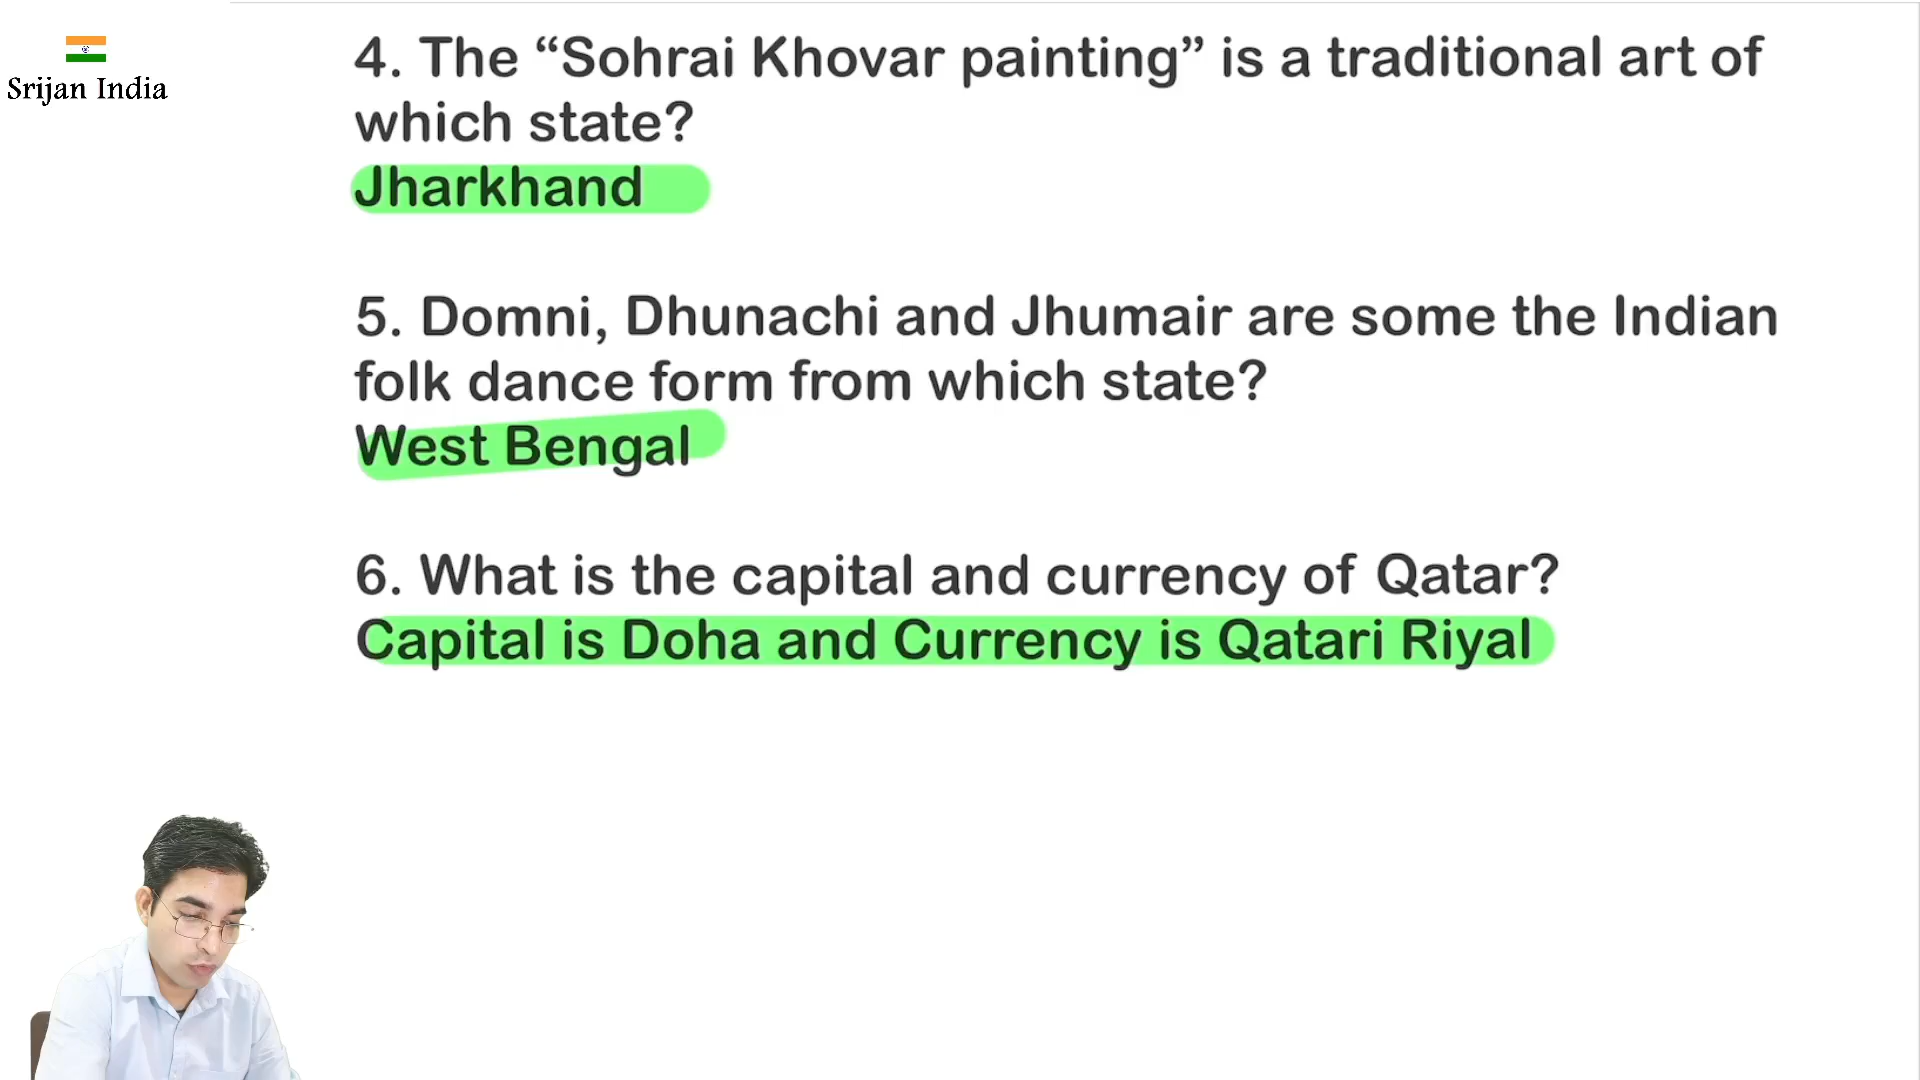 Srijan India
4. The “Sohrai Khovar painting” is a traditional art of
which state?
Jharkhand
5. Domni, Dhunachi and Jhumair are some the Indian
folk dance form from which state?
West Bengal
6. What is the capital and currency of Qatar?
Capital is Doha and Currency is Qatari Riyal